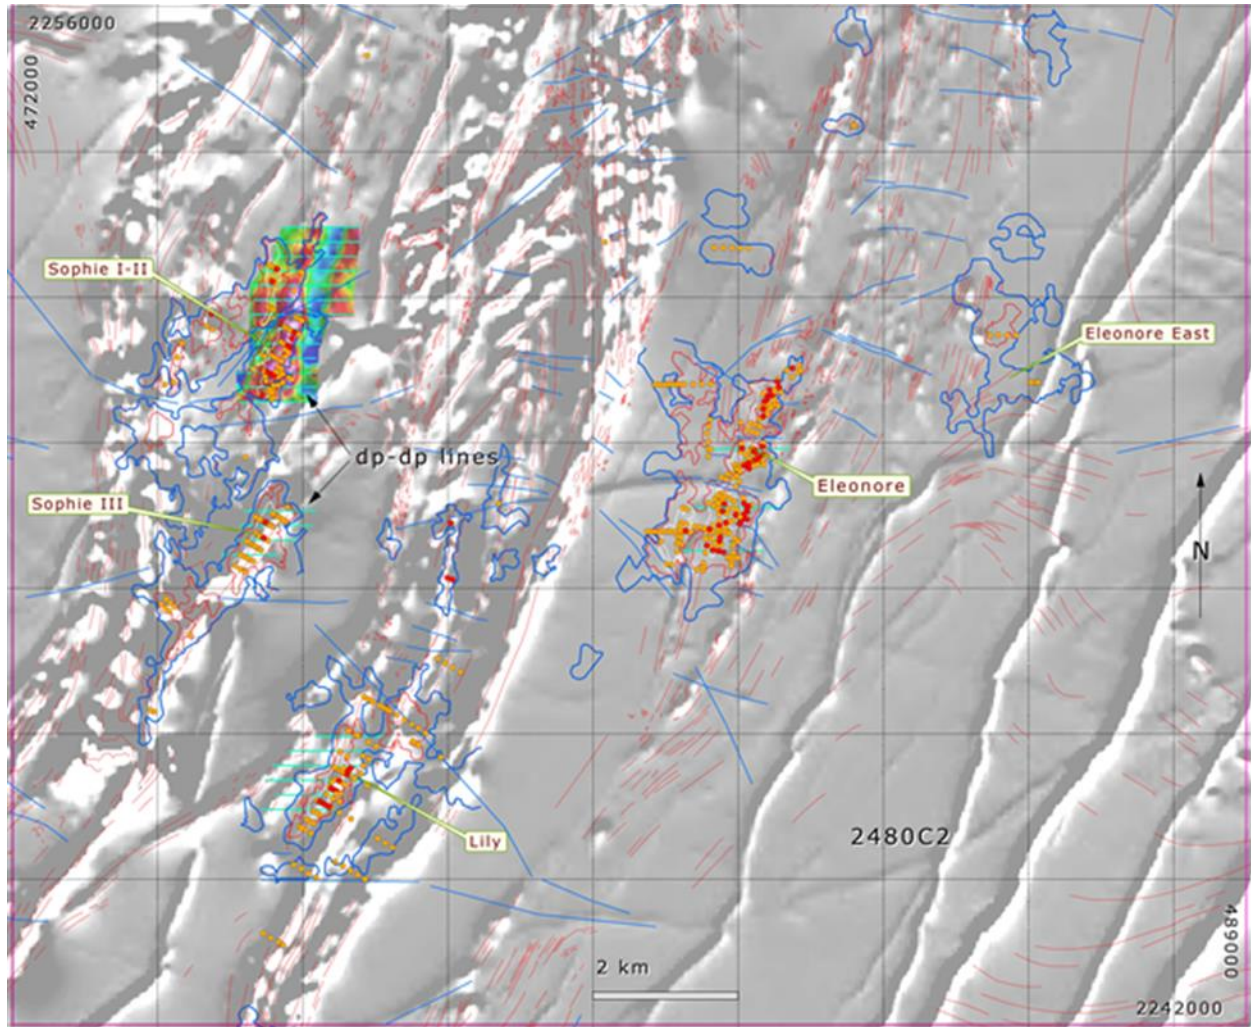 2256000
472000
Sophie I-II
Eleonore East
dp-dp lines
Eleonore
Sophie III
N
2480C2
Lily
2 km
489000
2242000